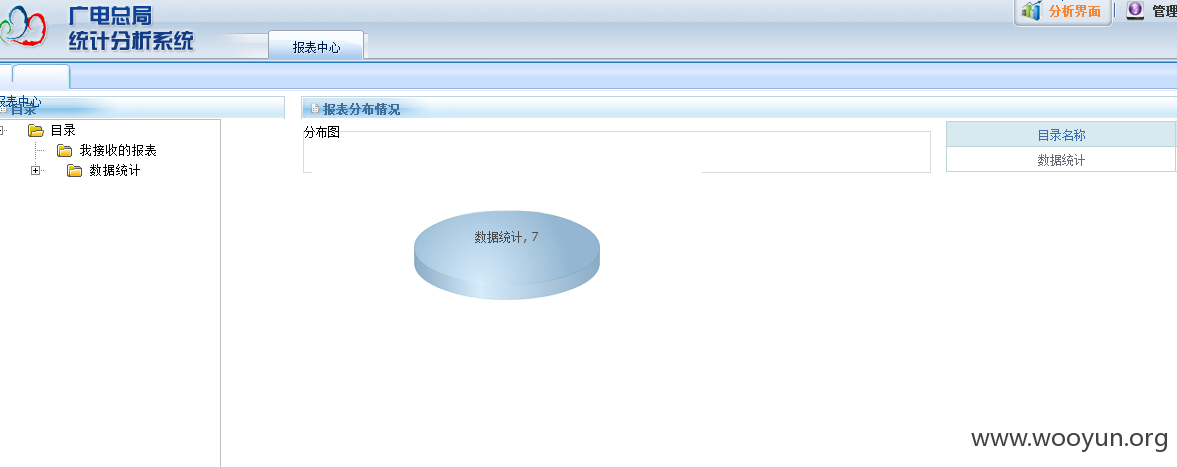 广电总局
统计分析系统
报表中心
分析界面
管理
报表中心
目录
目录
我接收的报表
数据统计
报表分布情况
分布图
数据统计, 7
目录名称
数据统计
www.wooyun.org